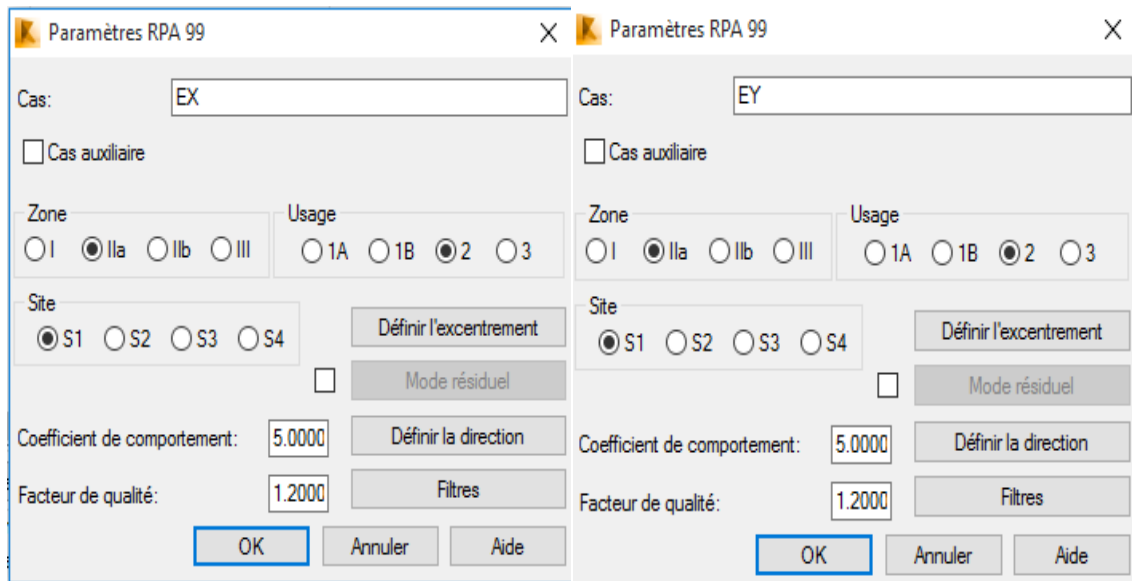 Paramètres RPA 99
Cas: EX
Cas auxiliaire
Zone Usage
I IIa IIb III 1A 1B 2 3
Site
S1 S2 S3 S4 Définir l'excentrement
Mode résiduel
Coefficient de comportement: 5.0000 Définir la direction
Facteur de qualité: 1.2000 Filtres
OK Annuler Aide
Paramètres RPA 99
Cas: EY
Cas auxiliaire
Zone Usage
I IIa IIb III 1A 1B 2 3
Site
S1 S2 S3 S4 Définir l'excentrement
Mode résiduel
Coefficient de comportement: 5.0000 Définir la direction
Facteur de qualité: 1.2000 Filtres
OK Annuler Aide